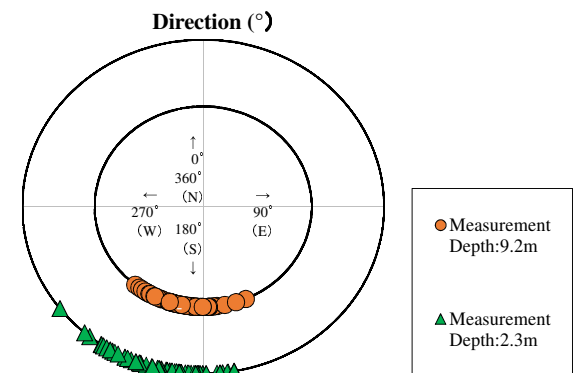 Direction (°)
↑
0°
360°
(N)
←
→
270°
90°
(W)
180°
(E)
(S)
↓
Measurement
Depth:9.2m
Measurement
Depth:2.3m